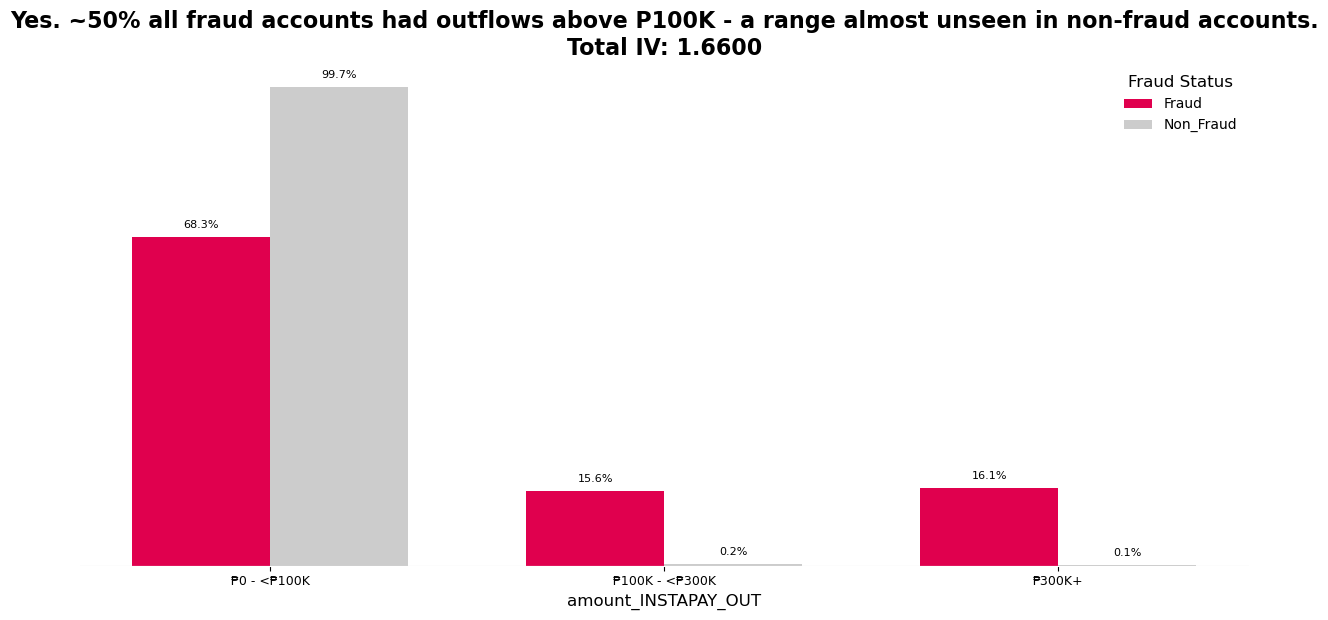 Yes. ~50% all fraud accounts had outflows above P100K - a range almost unseen in non-fraud accounts.
Total IV: 1.6600
99.7%
Fraud Status
Fraud
Non_Fraud
68.3%
15.6%
0.2%
16.1%
0.1%
₱0 - <₱100K
₱100K - <₱300K
₱300K+
amount_INSTAPAY_OUT